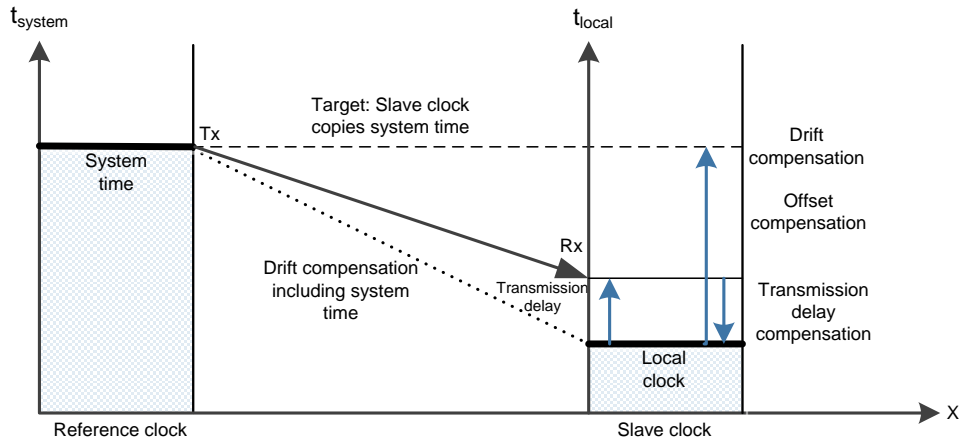 t_system
t_local
Target: Slave clock
copies system time
Tx
Drift
compensation
System
time
Offset
compensation
Rx
Drift compensation
including system
time
Transmission
delay
Transmission
delay
compensation
Local
clock
X
Reference clock
Slave clock